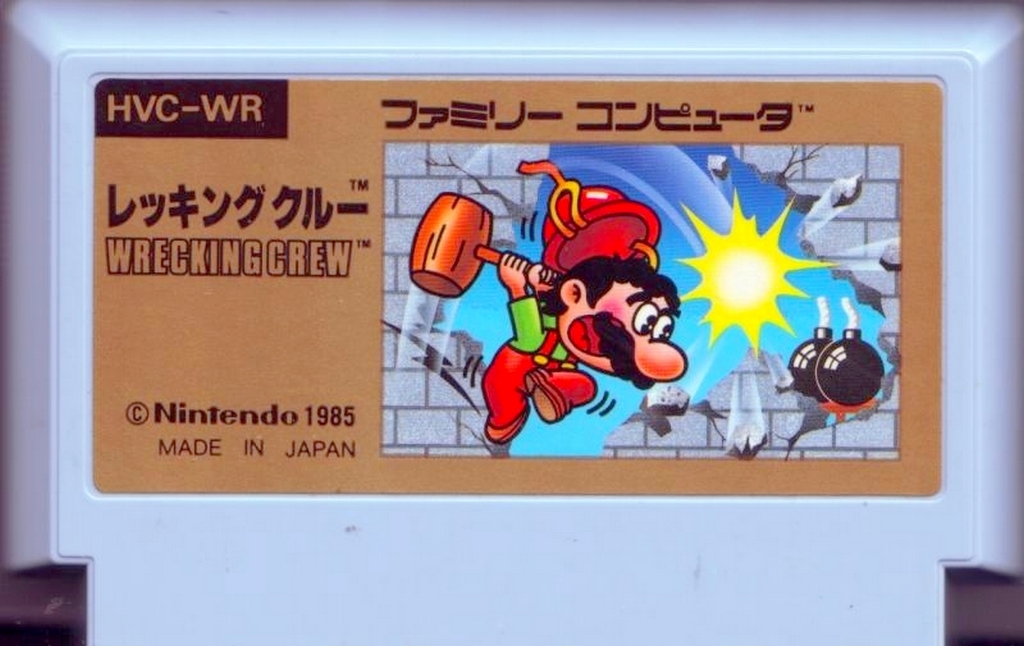 HVC-WR
ファミリー コンピュータ™
レッキングクルー™
WRECKING CREW™
©Nintendo 1985
MADE IN JAPAN